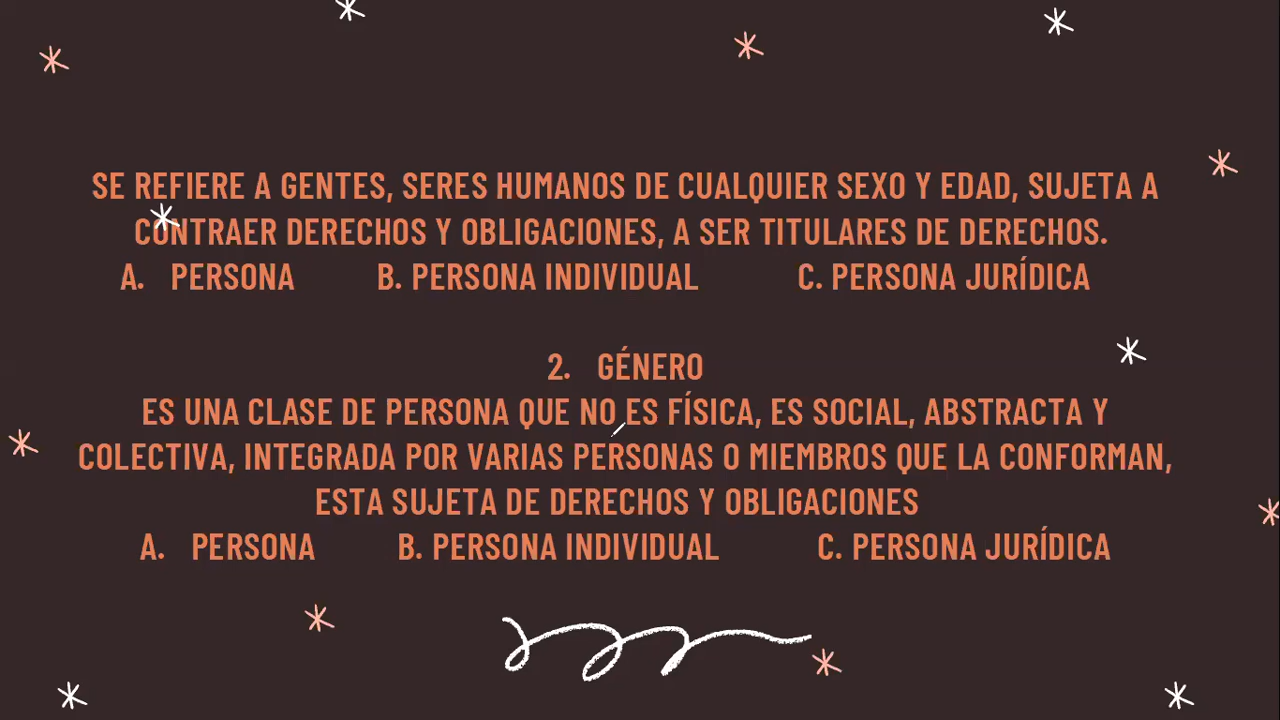 SE REFIERE A GENTES, SERES HUMANOS DE CUALQUIER SEXO Y EDAD, SUJETA A
CONTRAER DERECHOS Y OBLIGACIONES, A SER TITULARES DE DERECHOS.
A. PERSONA B. PERSONA INDIVIDUAL C. PERSONA JURÍDICA
2. GÉNERO
ES UNA CLASE DE PERSONA QUE NO ES FÍSICA, ES SOCIAL, ABSTRACTA Y
COLECTIVA, INTEGRADA POR VARIAS PERSONAS O MIEMBROS QUE LA CONFORMAN,
ESTA SUJETA DE DERECHOS Y OBLIGACIONES
A. PERSONA B. PERSONA INDIVIDUAL C. PERSONA JURÍDICA